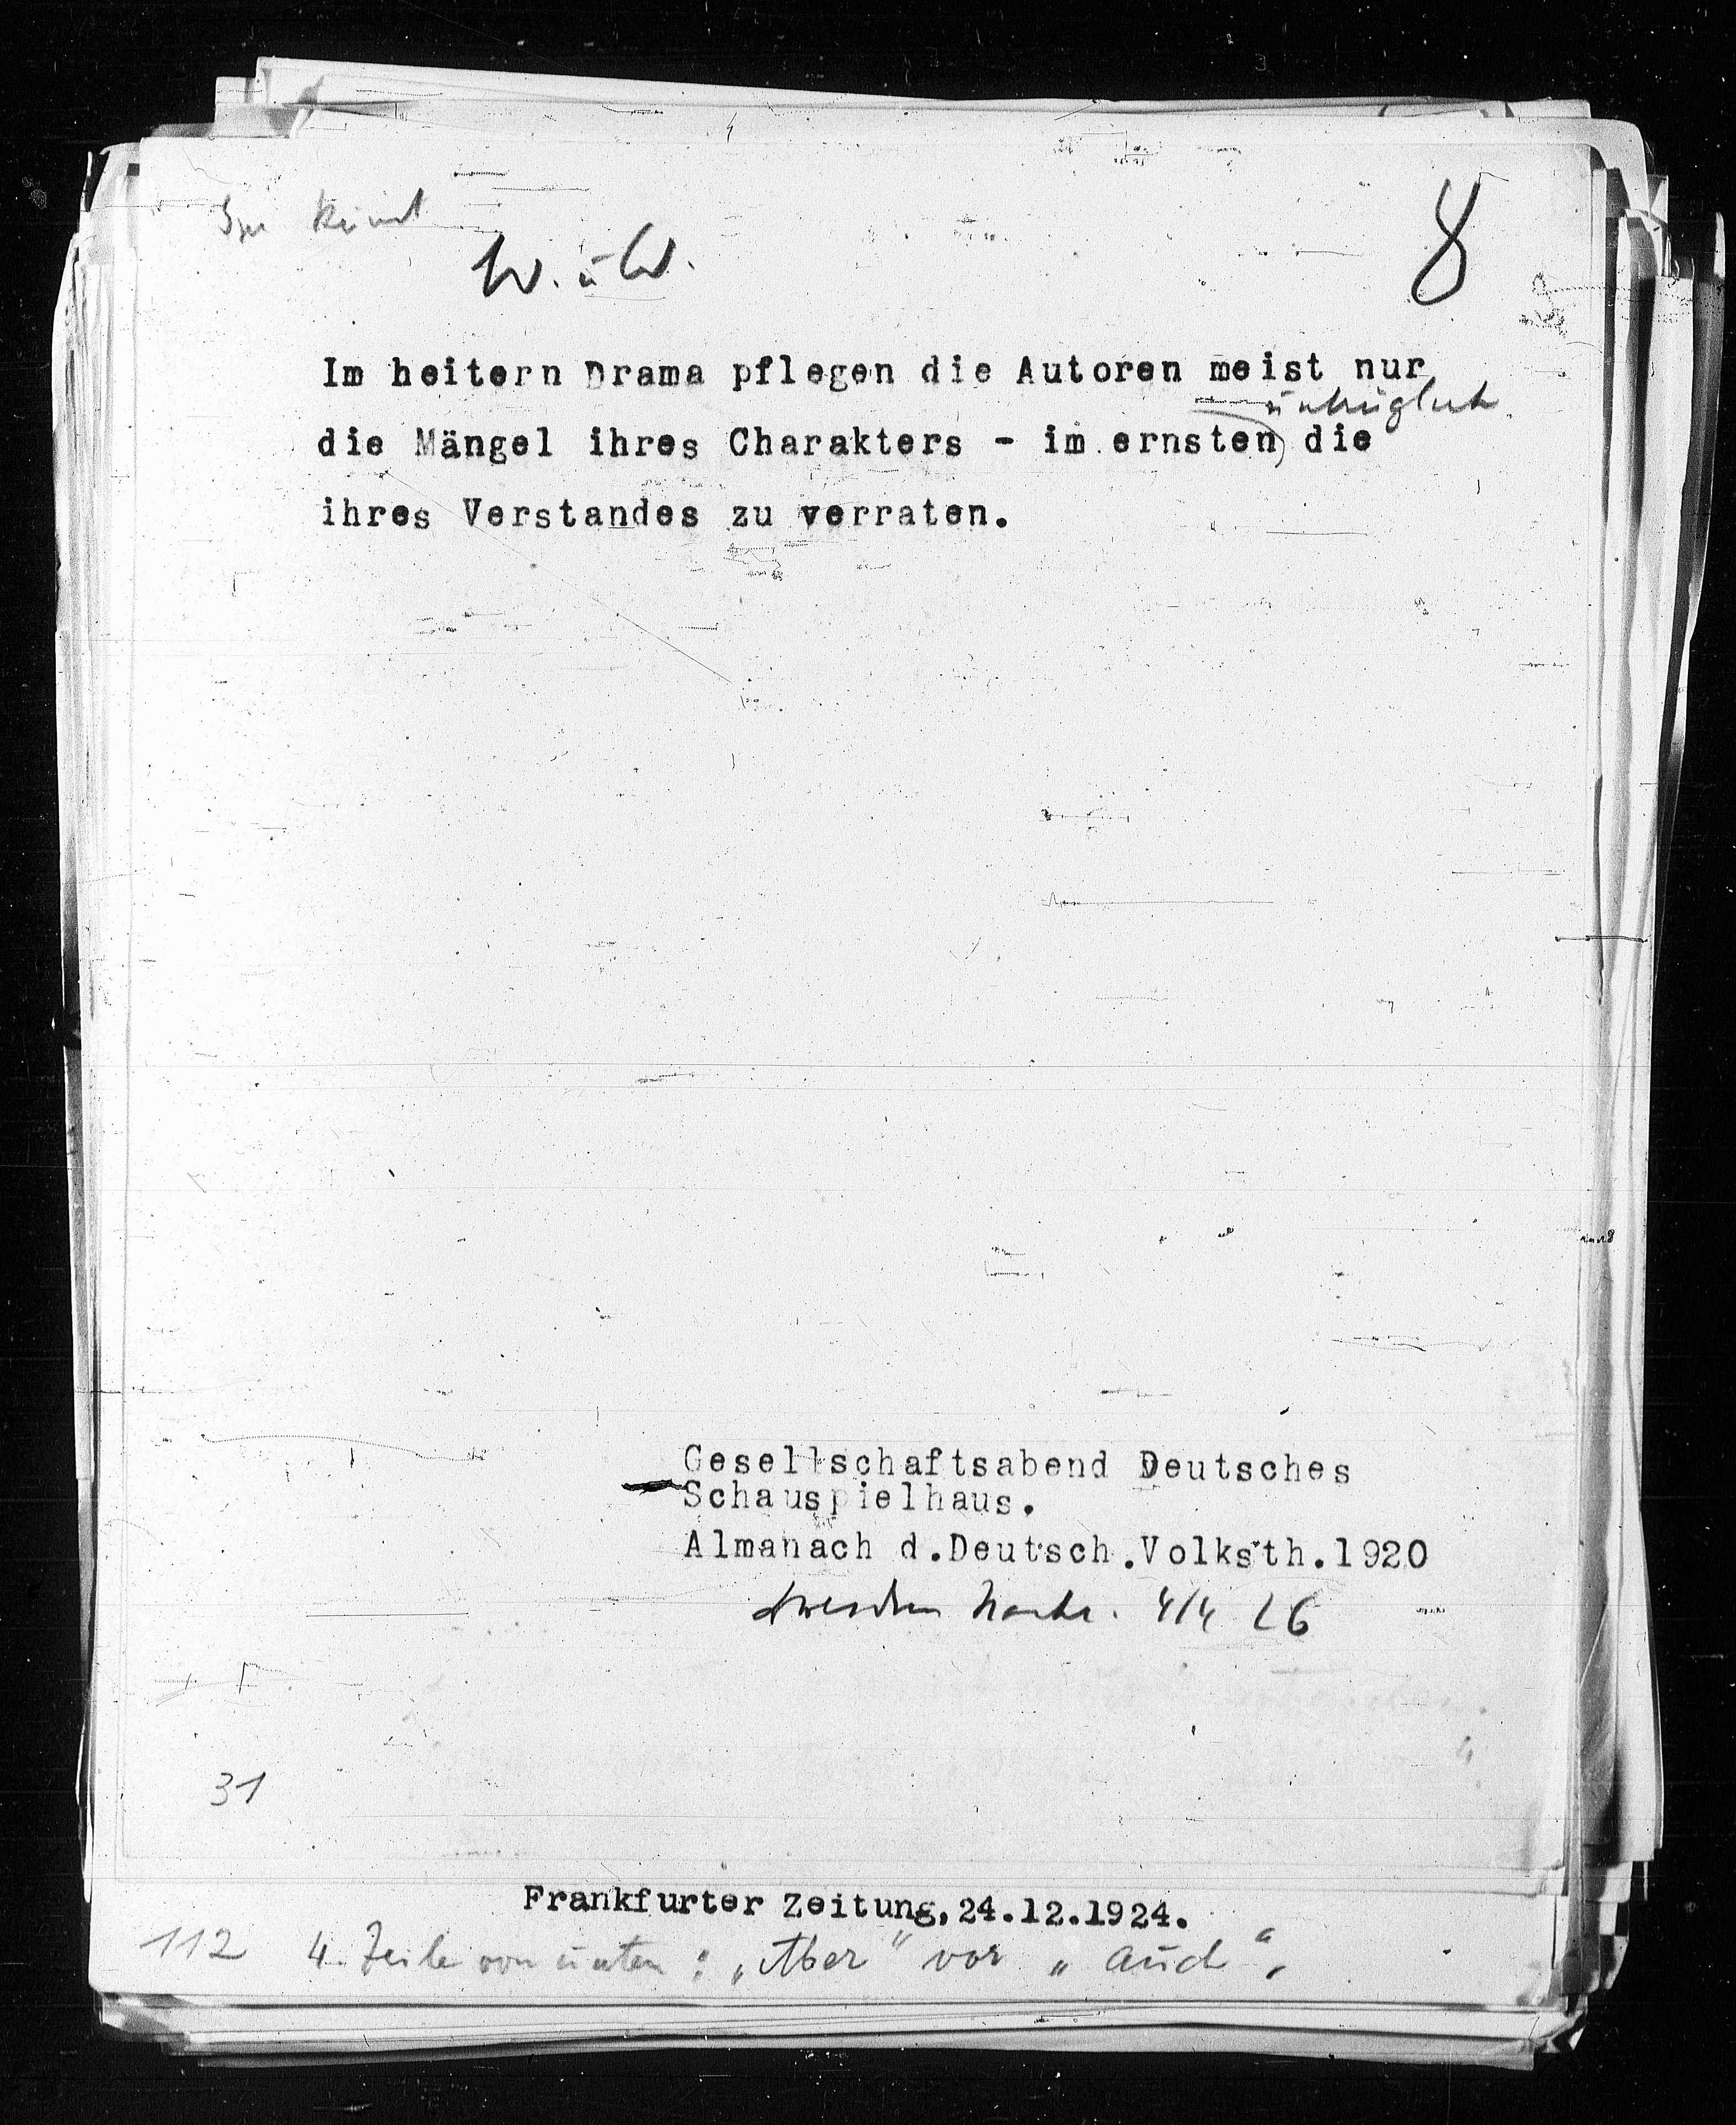 W. u W.
8
Im heitern Drama pflegen die Autoren meist nur
untrüglich
die Mängel ihres Charakters - im ernsten die
ihres Verstandes zu verraten.
Gesellschaftsabend Deutsches
Schauspielhaus.
Almanach d.Deutsch.Volksth.1920
Dresdn Nachr. 4/4 26
31
Frankfurter Zeitung,24.12.1924.
112 4. Zeile von unten: „Aber" vor „auch",